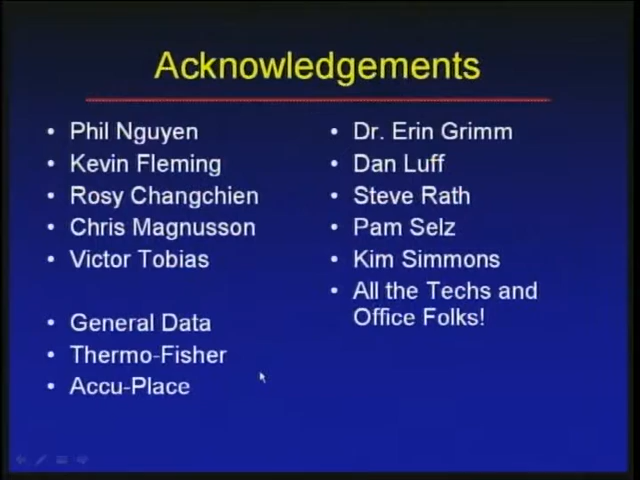 Acknowledgements
• Phil Nguyen
• Kevin Fleming
• Rosy Changchien
• Chris Magnusson
• Victor Tobias
• General Data
• Thermo-Fisher
• Accu-Place
• Dr. Erin Grimm
• Dan Luff
• Steve Rath
• Pam Selz
• Kim Simmons
• All the Techs and
Office Folks!